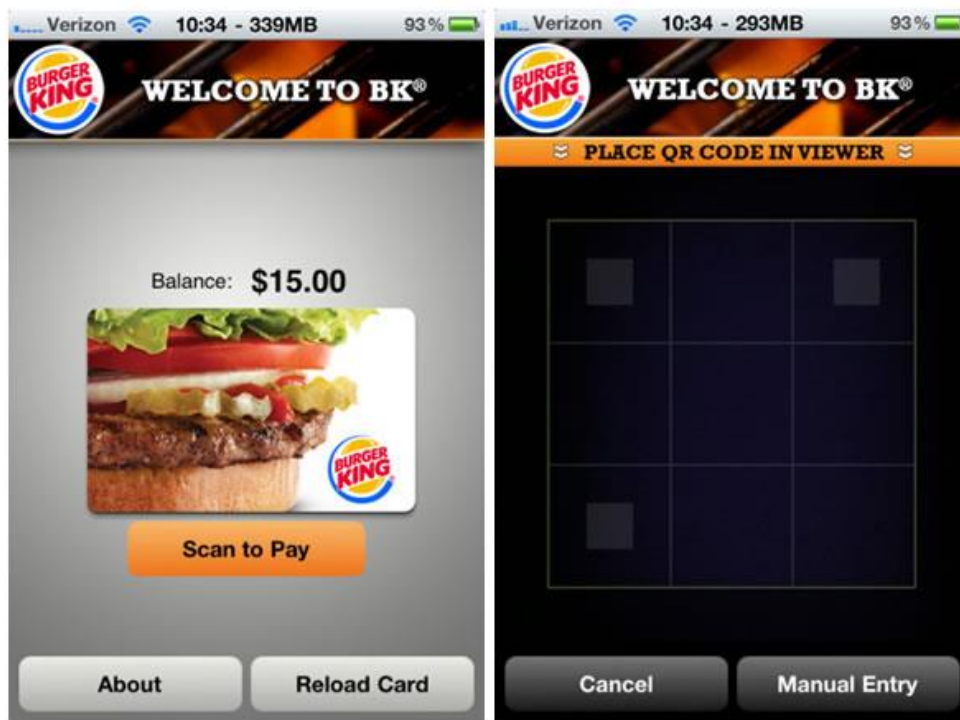 Verizon 10:34 - 339MB 93%
BURGER KING
WELCOME TO BK®
Balance: $15.00
BURGER KING
Scan to Pay
About
Reload Card
Verizon 10:34 - 293MB 93%
BURGER KING
WELCOME TO BK®
PLACE QR CODE IN VIEWER
Cancel
Manual Entry